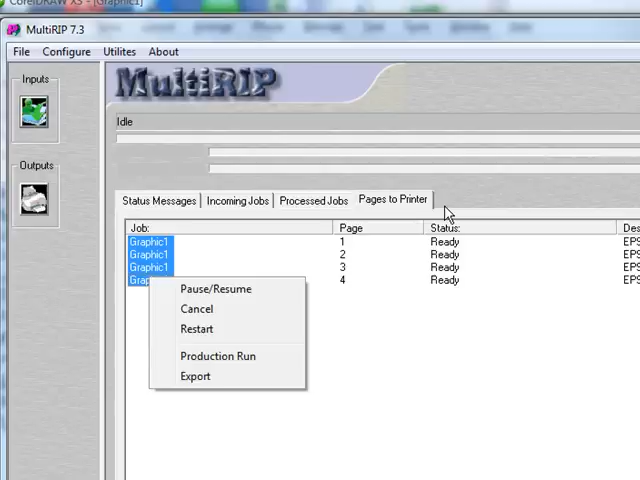 CorelDRAW X5 - [Graphic1]
MultiRIP 7.3
File Configure Utilites About
Inputs
MultiRIP
Idle
Outputs
Status Messages Incoming Jobs Processed Jobs Pages to Printer
Job: Page Status: Des
Graphic1 1 Ready EPS
Graphic1 2 Ready EPS
Graphic1 3 Ready EPS
Grap 4 Ready EPS
Pause/Resume
Cancel
Restart
Production Run
Export